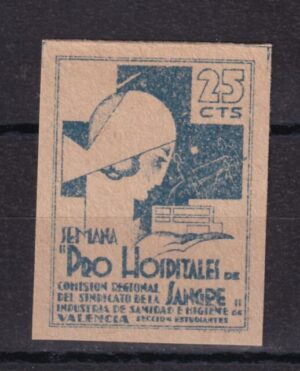 25
CTS
SEMANA
"PRO HOSPITALES DE
COMISION REGIONAL
DEL SINDICATO DE LA SANGRE"
INDUSTRIA DE SANIDAD E HIGIENE DE
VALENCIA SECCION ESTUDIANTES